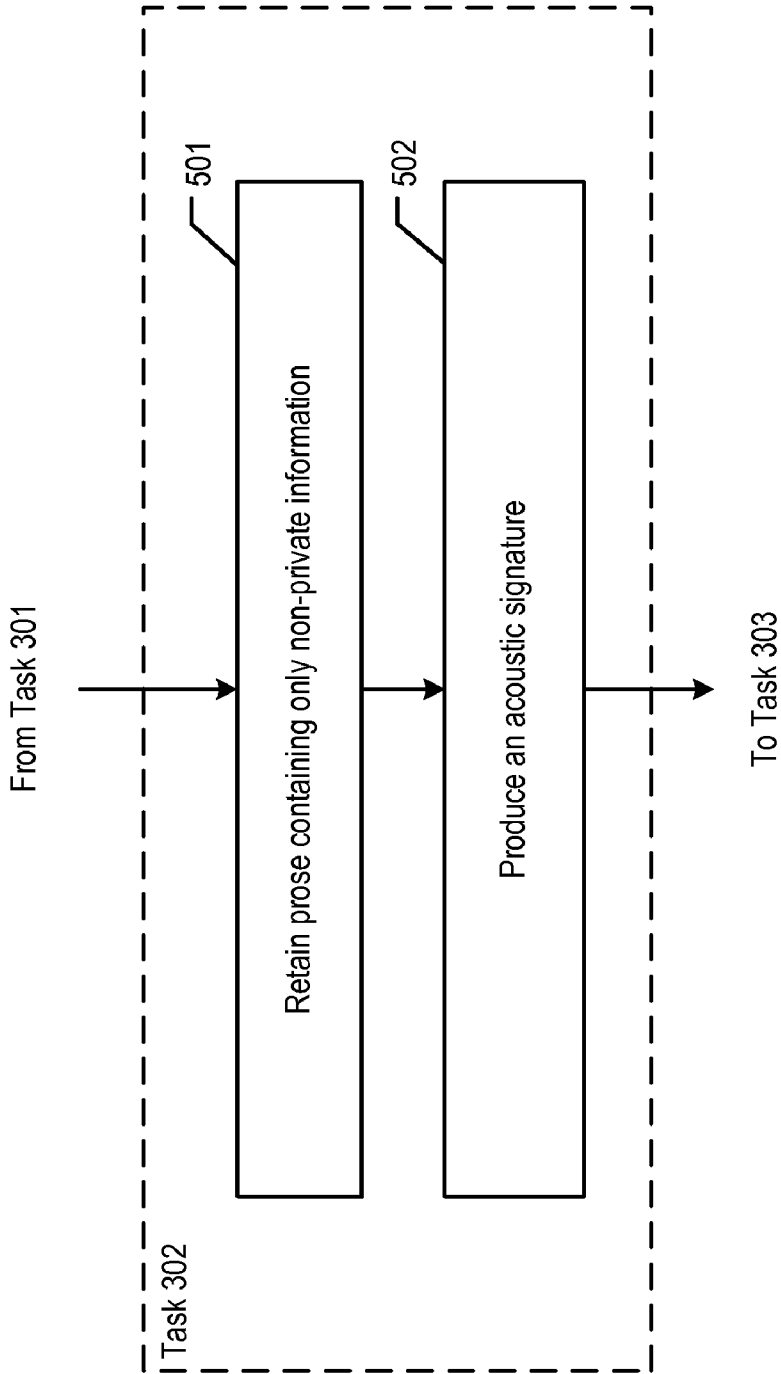 From Task 301
Task 302
501
Retain prose containing only non-private information
502
Produce an acoustic signature
To Task 303